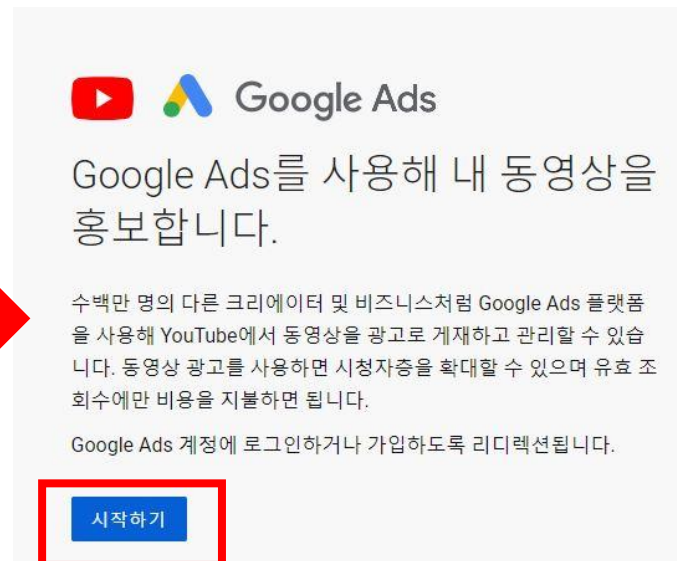 Google Ads
Google Ads를 사용해 내 동영상을
홍보합니다.
수백만 명의 다른 크리에이터 및 비즈니스처럼 Google Ads 플랫폼
을 사용해 YouTube에서 동영상을 광고로 게재하고 관리할 수 있습
니다. 동영상 광고를 사용하면 시청자층을 확대할 수 있으며 유효 조
회수에만 비용을 지불하면 됩니다.
Google Ads 계정에 로그인하거나 가입하도록 리디렉션됩니다.
시작하기